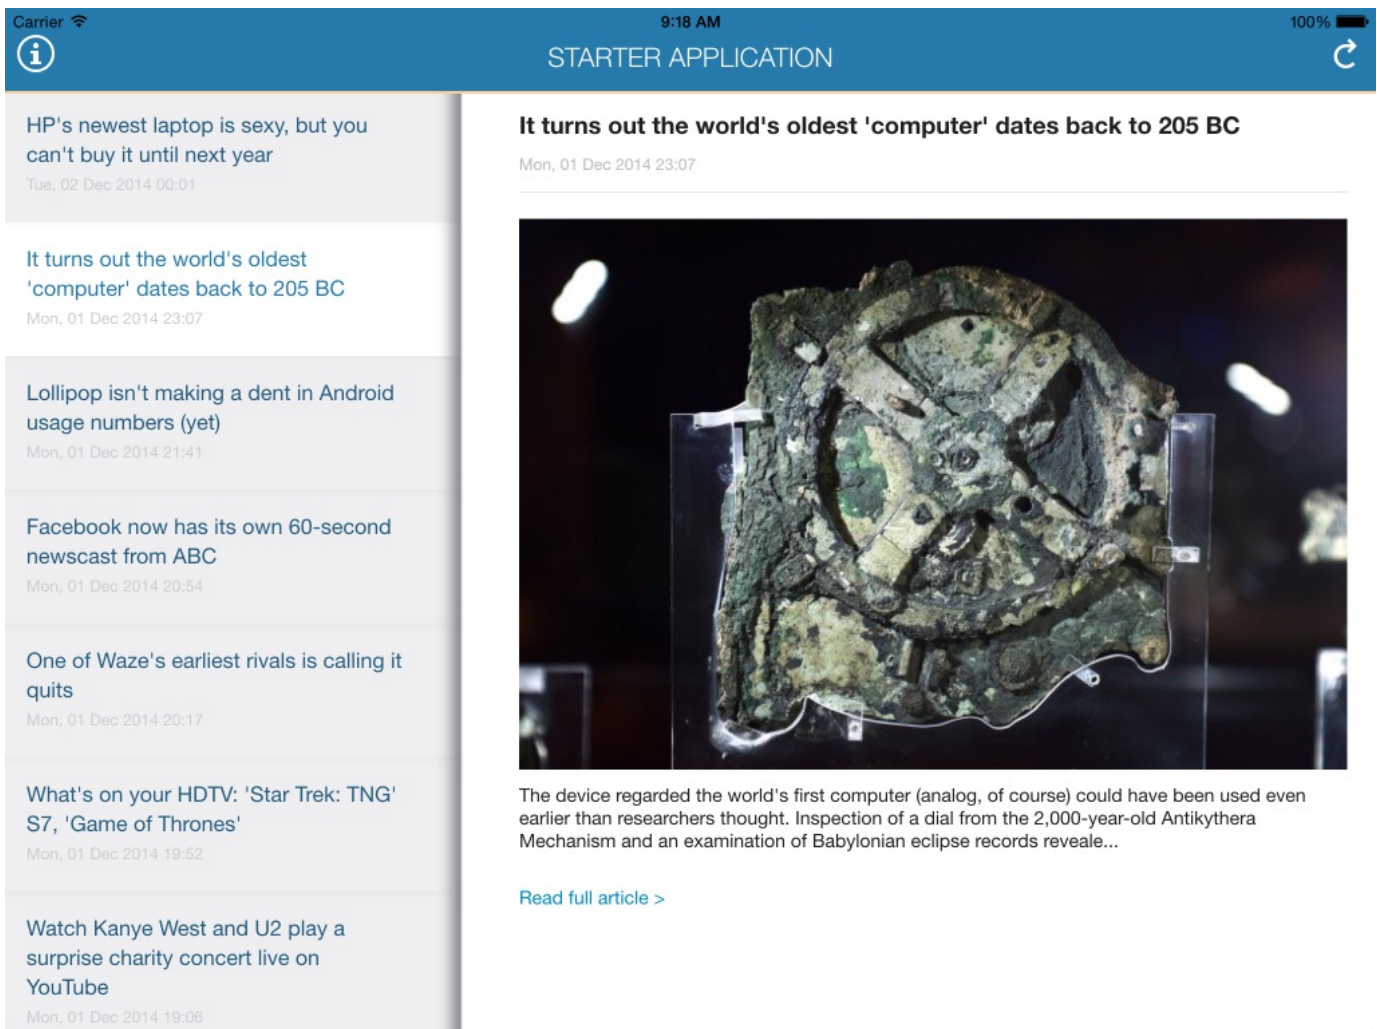 Carrier
9:18 AM
100%
STARTER APPLICATION
HP's newest laptop is sexy, but you
can't buy it until next year
Tue, 02 Dec 2014 00:01
It turns out the world's oldest
'computer' dates back to 205 BC
Mon, 01 Dec 2014 23:07
Lollipop isn't making a dent in Android
usage numbers (yet)
Mon, 01 Dec 2014 21:41
Facebook now has its own 60-second
newscast from ABC
Mon, 01 Dec 2014 20:54
One of Waze's earliest rivals is calling it
quits
Mon, 01 Dec 2014 20:17
What's on your HDTV: 'Star Trek: TNG'
S7, 'Game of Thrones'
Mon, 01 Dec 2014 19:52
Watch Kanye West and U2 play a
surprise charity concert live on
YouTube
Mon, 01 Dec 2014 19:06
It turns out the world's oldest 'computer' dates back to 205 BC
Mon, 01 Dec 2014 23:07
The device regarded the world's first computer (analog, of course) could have been used even
earlier than researchers thought. Inspection of a dial from the 2,000-year-old Antikythera
Mechanism and an examination of Babylonian eclipse records reveale...
Read full article >